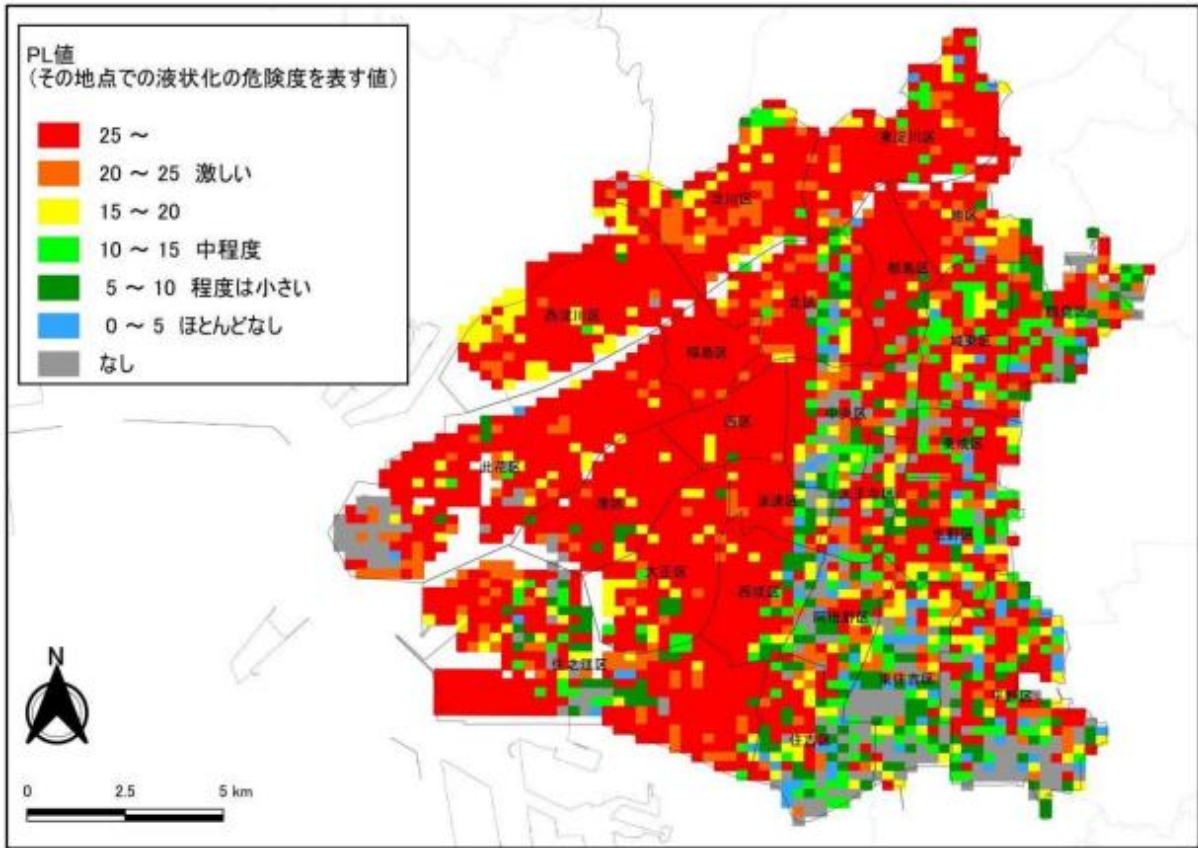 PL値
(その地点での液状化の危険度を表す値)
25 ~
20 ~ 25 激しい
15 ~ 20
10 ~ 15 中程度
5 ~ 10 程度は小さい
0 ~ 5 ほとんどなし
なし
東淀川区
淀川区
旭区
都島区
北区
鶴見区
西淀川区
福島区
城東区
中央区
西区
東成区
此花区
港区
浪速区
天王寺区
生野区
大正区
西成区
阿倍野区
住之江区
東住吉区
平野区
住吉区
N
0 2.5 5 km